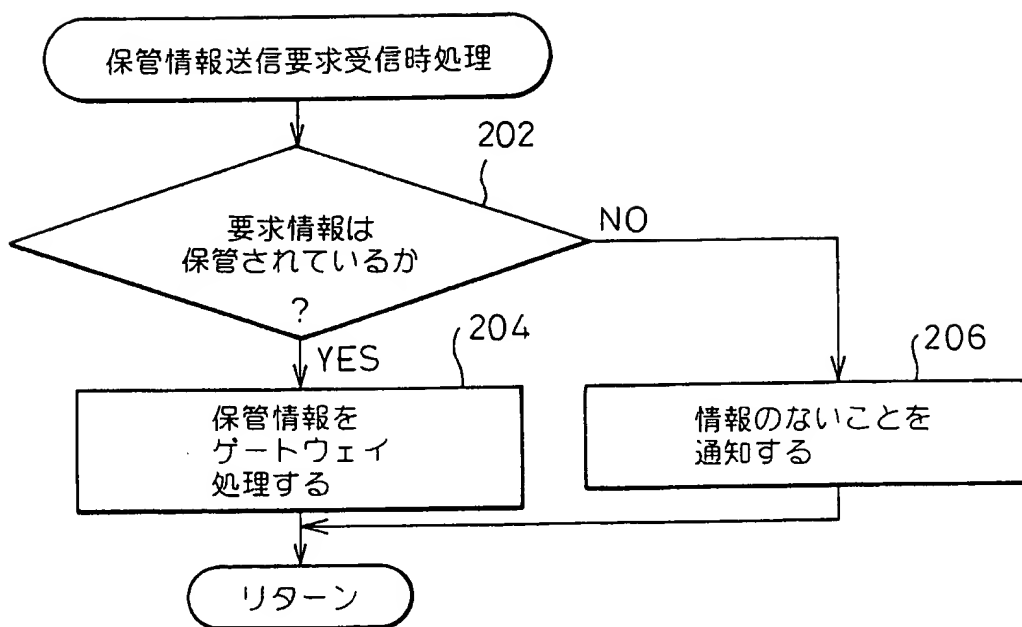 保管情報送信要求受信時処理
202
要求情報は
保管されているか
?
NO
YES
204
206
保管情報を
ゲートウェイ
処理する
情報のないことを
通知する
リターン